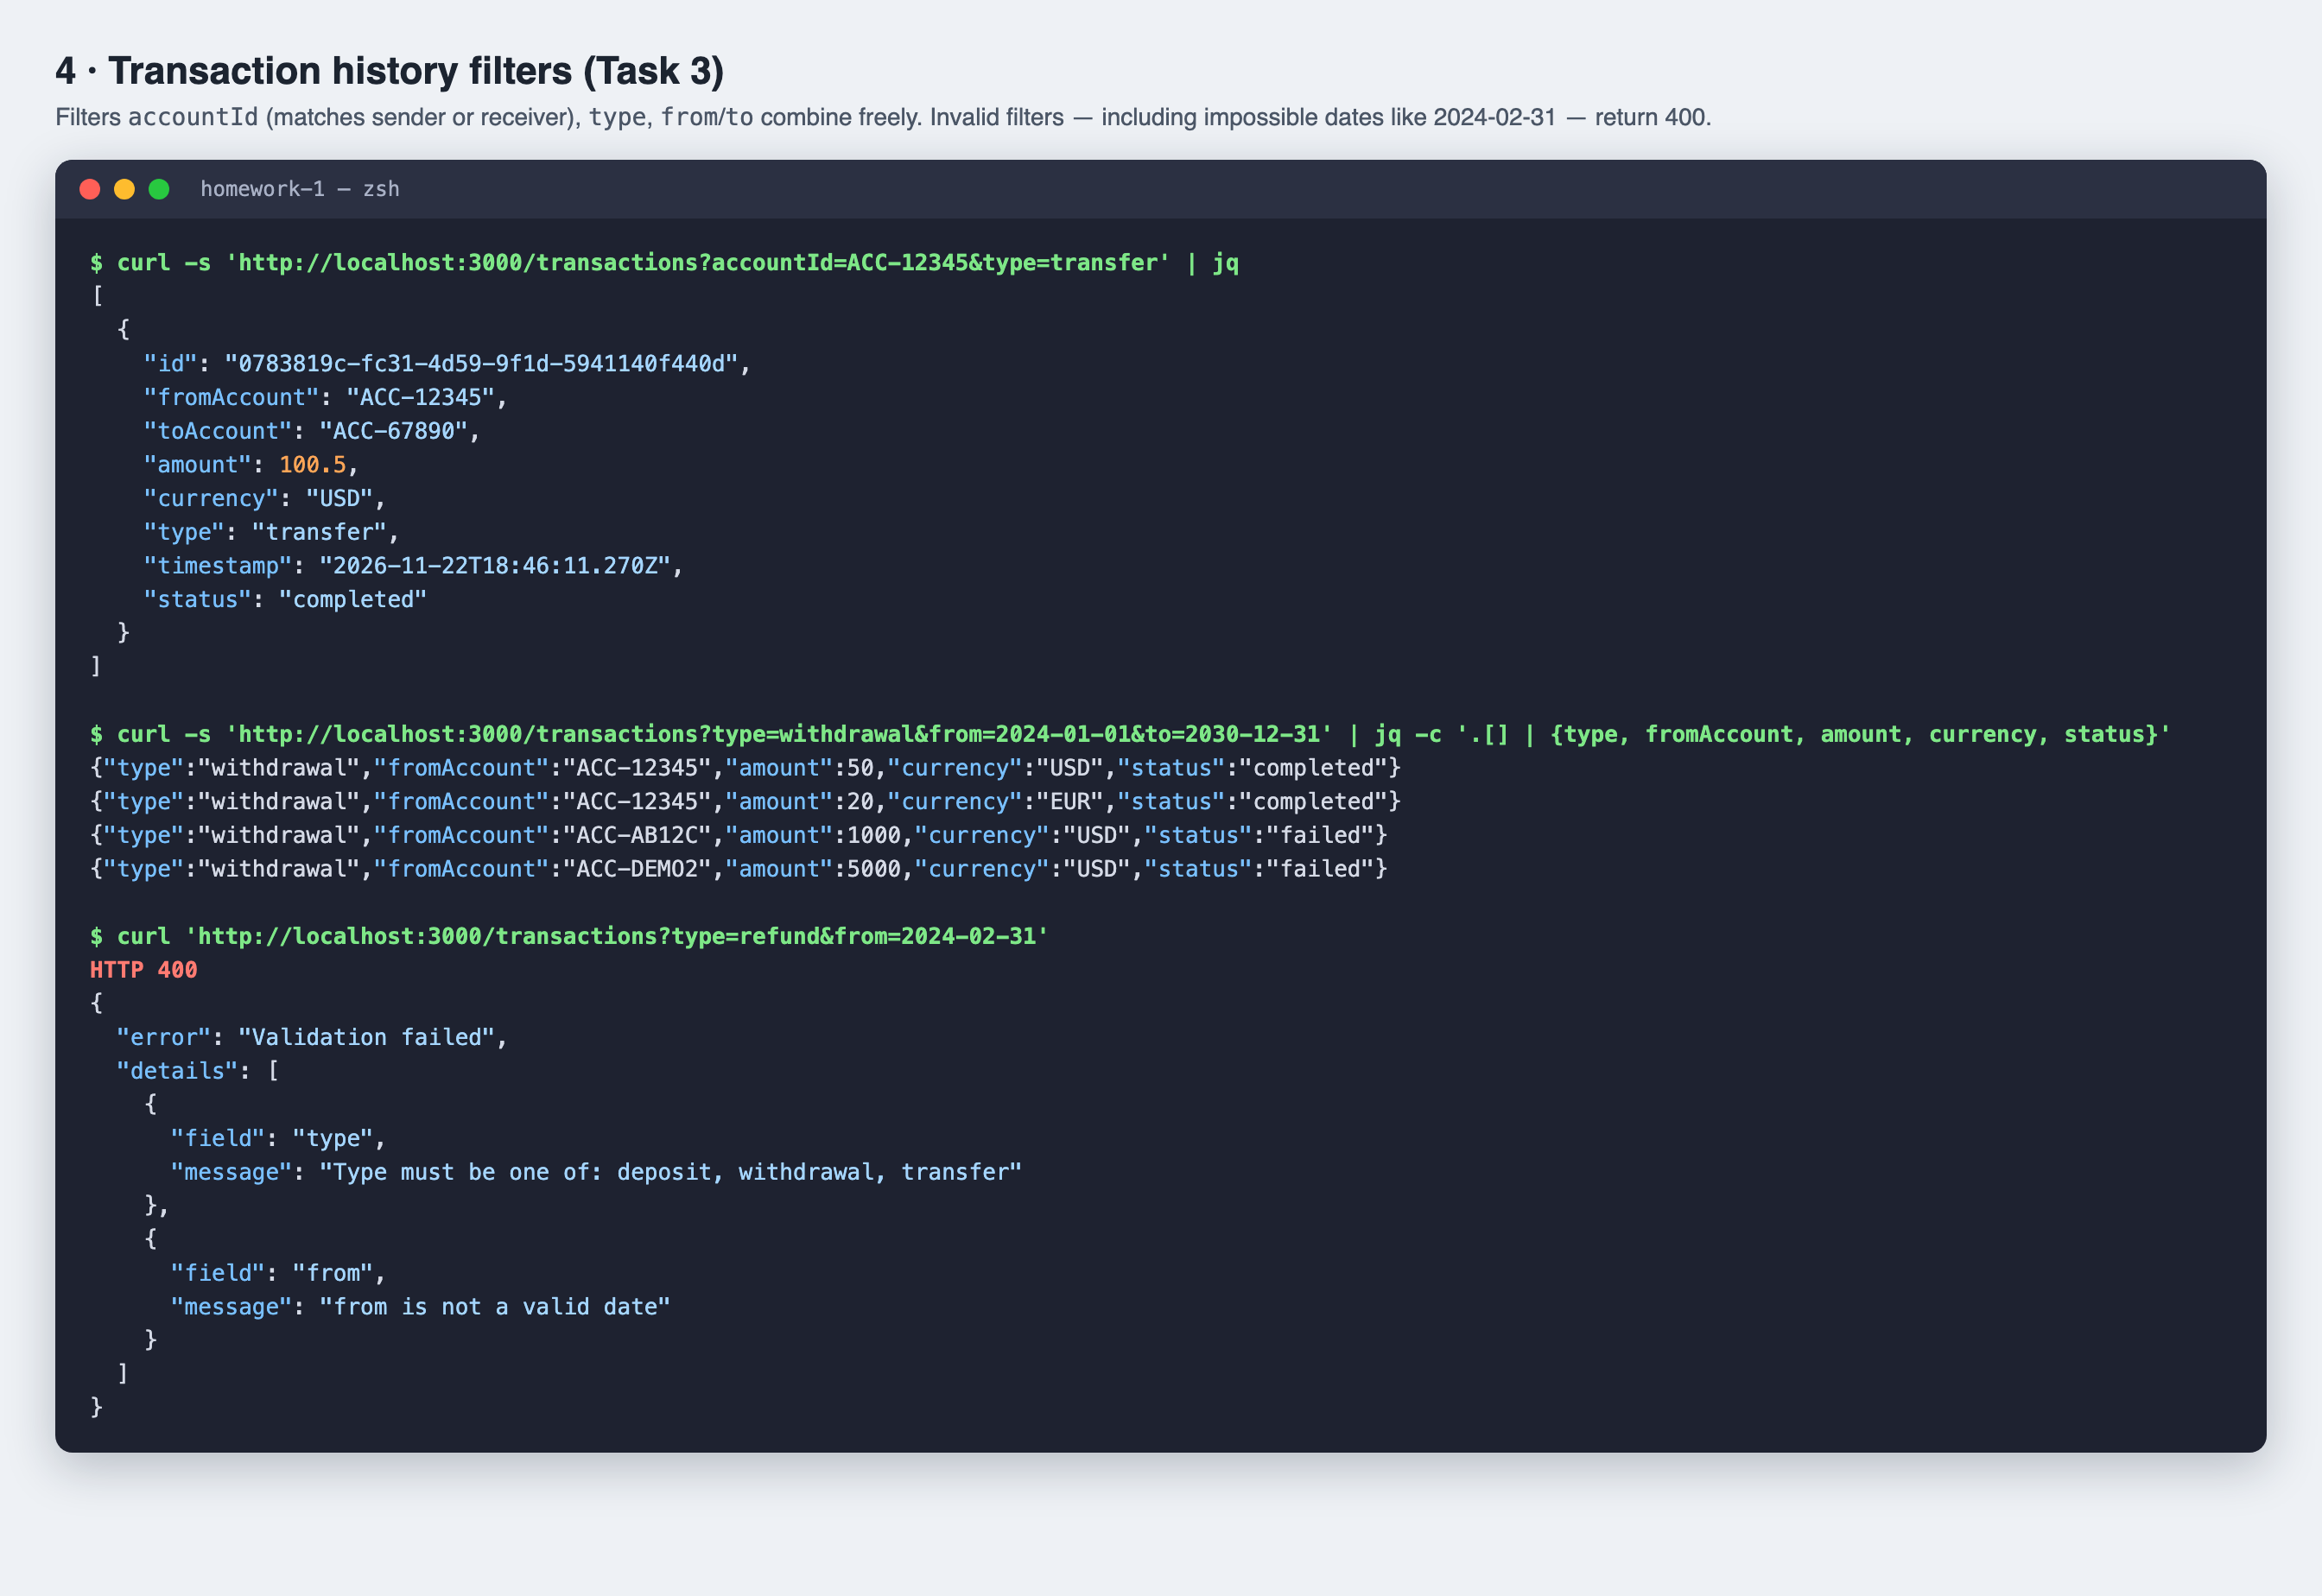 4 · Transaction history filters (Task 3)
Filters accountId (matches sender or receiver), type, from/to combine freely. Invalid filters — including impossible dates like 2024-02-31 — return 400.
homework-1 — zsh
$ curl -s 'http://localhost:3000/transactions?accountId=ACC-12345&type=transfer' | jq
[
  {
    "id": "0783819c-fc31-4d59-9f1d-5941140f440d",
    "fromAccount": "ACC-12345",
    "toAccount": "ACC-67890",
    "amount": 100.5,
    "currency": "USD",
    "type": "transfer",
    "timestamp": "2026-11-22T18:46:11.270Z",
    "status": "completed"
  }
]
$ curl -s 'http://localhost:3000/transactions?type=withdrawal&from=2024-01-01&to=2030-12-31' | jq -c '.[] | {type, fromAccount, amount, currency, status}'
{"type":"withdrawal","fromAccount":"ACC-12345","amount":50,"currency":"USD","status":"completed"}
{"type":"withdrawal","fromAccount":"ACC-12345","amount":20,"currency":"EUR","status":"completed"}
{"type":"withdrawal","fromAccount":"ACC-AB12C","amount":1000,"currency":"USD","status":"failed"}
{"type":"withdrawal","fromAccount":"ACC-DEMO2","amount":5000,"currency":"USD","status":"failed"}
$ curl 'http://localhost:3000/transactions?type=refund&from=2024-02-31'
HTTP 400
{
  "error": "Validation failed",
  "details": [
    {
      "field": "type",
      "message": "Type must be one of: deposit, withdrawal, transfer"
    },
    {
      "field": "from",
      "message": "from is not a valid date"
    }
  ]
}